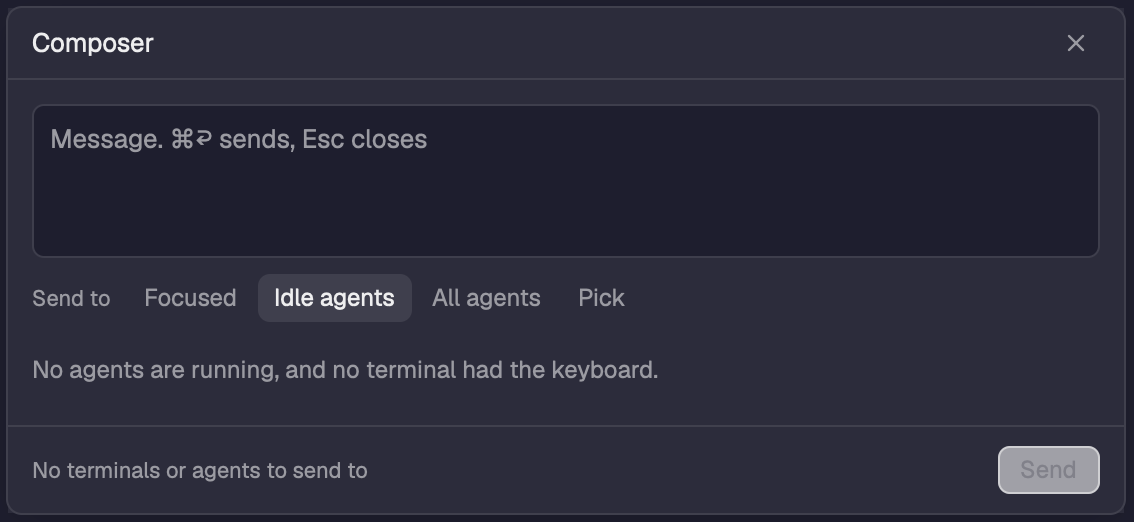 Composer
Message. ⌘↩ sends, Esc closes
Send to Focused Idle agents All agents Pick
No agents are running, and no terminal had the keyboard.
No terminals or agents to send to Send